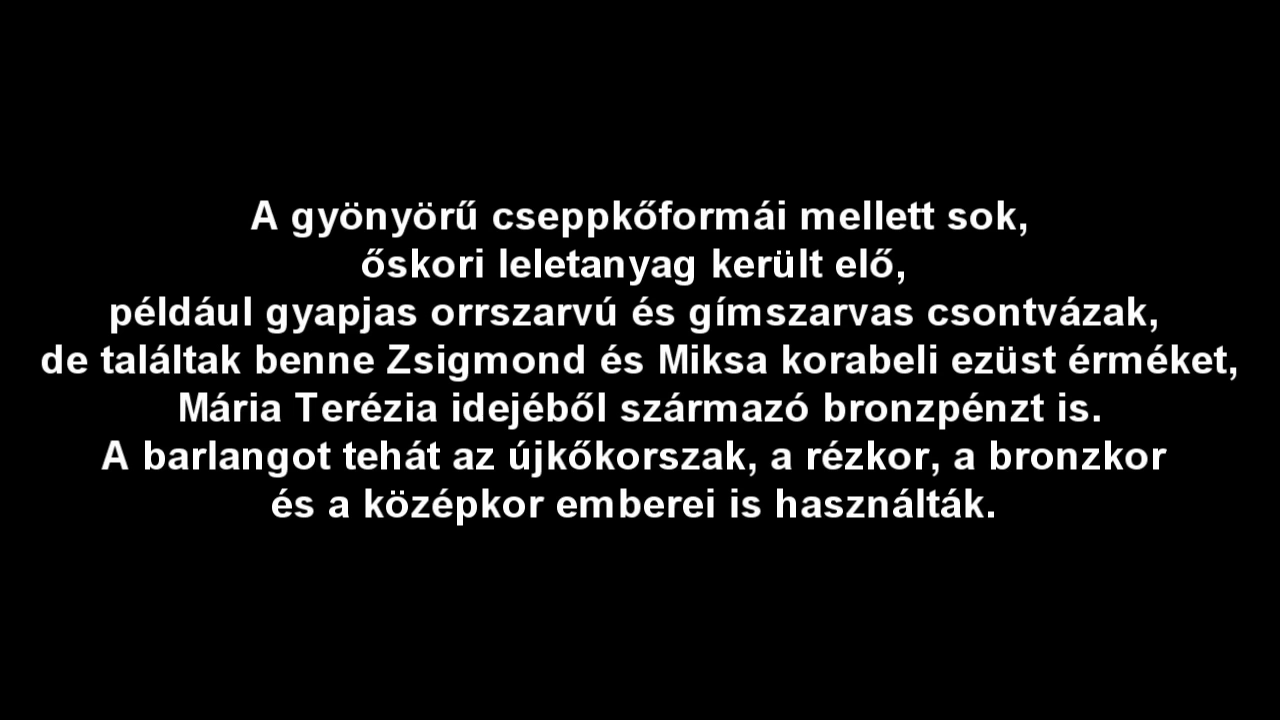 A gyönyörű cseppkőformái mellett sok,
őskori leletanyag került elő,
például gyapjas orrszarvú és gímszarvas csontvázak,
de találtak benne Zsigmond és Miksa korabeli ezüst érméket,
Mária Terézia idejéből származó bronzpénzt is.
A barlangot tehát az újkőkorszak, a rézkor, a bronzkor
és a középkor emberei is használták.